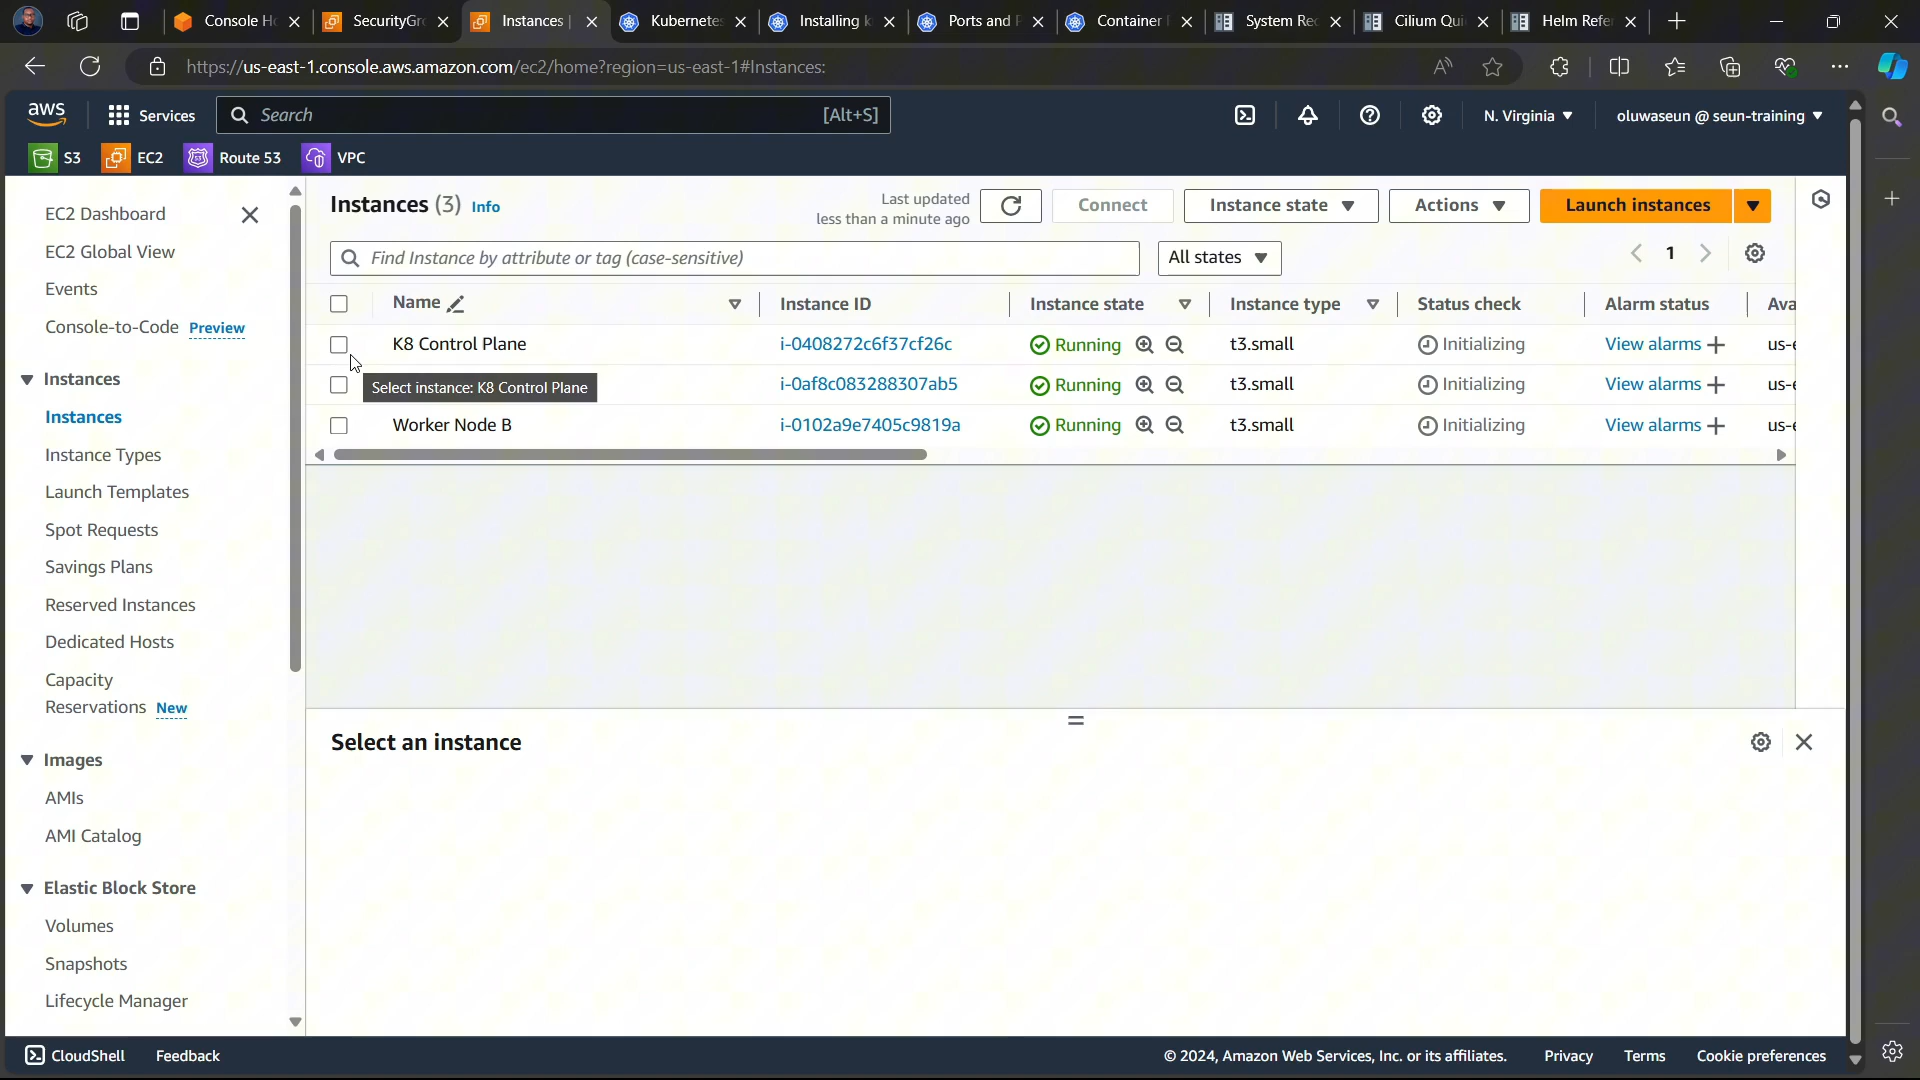 Console H
SecurityGr
Instances |
Kubernete
Installing k
Ports and P
Container
System Rec
Cilium Qui
Helm Refe
https://us-east-1.console.aws.amazon.com/ec2/home?region=us-east-1#Instances:
aws
Services
Search
[Alt+S]
N. Virginia
oluwaseun @ seun-training
S3
EC2
Route 53
VPC
EC2 Dashboard
EC2 Global View
Events
Console-to-Code Preview
Instances
Instances
Instance Types
Launch Templates
Spot Requests
Savings Plans
Reserved Instances
Dedicated Hosts
Capacity
Reservations New
Images
AMIs
AMI Catalog
Elastic Block Store
Volumes
Snapshots
Lifecycle Manager
Instances (3) Info
Last updated
less than a minute ago
Connect
Instance state
Actions
Launch instances
Find Instance by attribute or tag (case-sensitive)
All states
1
Name Instance ID Instance state Instance type Status check Alarm status Ava
K8 Control Plane i-0408272c6f37cf26c Running t3.small Initializing View alarms us-e
Select instance: K8 Control Plane i-0af8c083288307ab5 Running t3.small Initializing View alarms us-e
Worker Node B i-0102a9e7405c9819a Running t3.small Initializing View alarms us-e
Select an instance
CloudShell
Feedback
© 2024, Amazon Web Services, Inc. or its affiliates.
Privacy
Terms
Cookie preferences